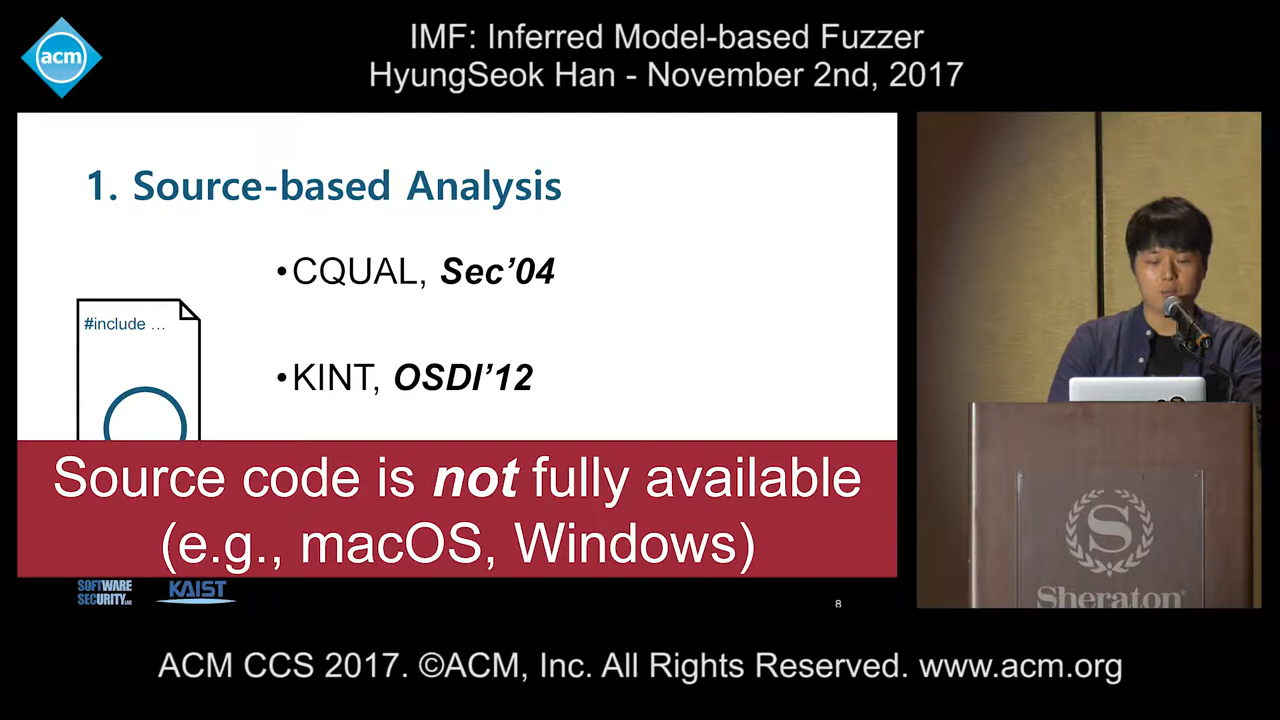 acm
IMF: Inferred Model-based Fuzzer
HyungSeok Han - November 2nd, 2017
1. Source-based Analysis
•CQUAL, Sec’04
#include …
•KINT, OSDI’12
Source code is not fully available
(e.g., macOS, Windows)
SOFTWARE
SECURITY LAB
KAIST
8
S
Sheraton
ACM CCS 2017. ©ACM, Inc. All Rights Reserved. www.acm.org